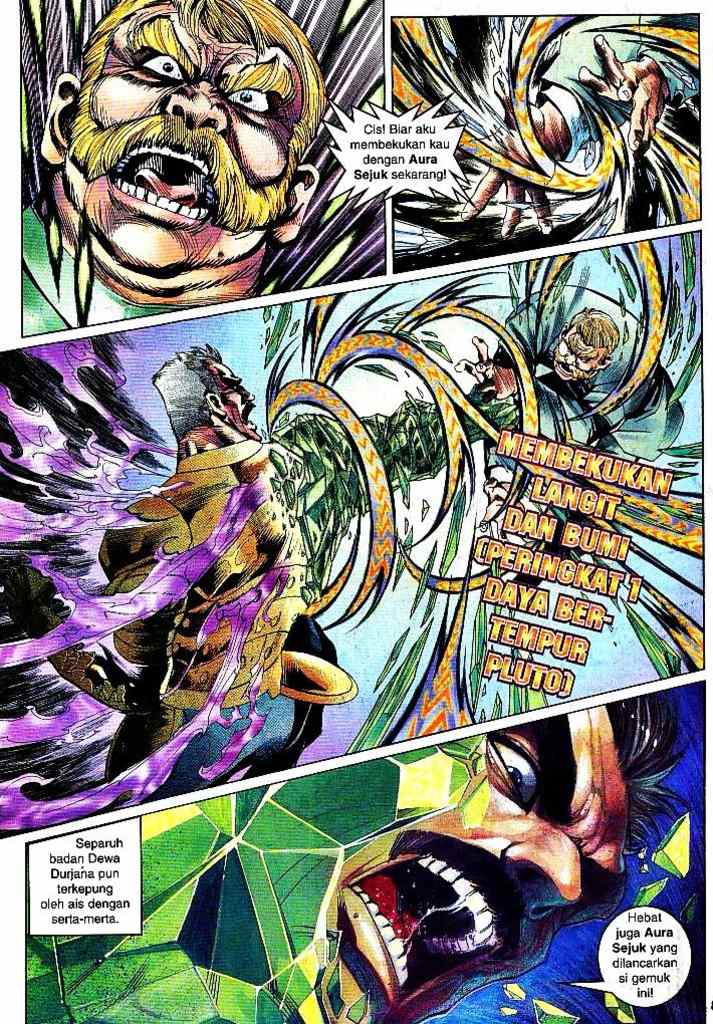 Cis! Biar aku
membekukan kau
dengan Aura
Sejuk sekarang!
MEMBEKUKAN
LANGIT
DAN BUMI
(PERINGKAT 1
DAYA BER-
TEMPUR
PLUTO)
Separuh
badan Dewa
Durjana pun
terkepung
oleh ais dengan
serta-merta.
Hebat
juga Aura
Sejuk yang
dilancarkan
si gemuk
ini!